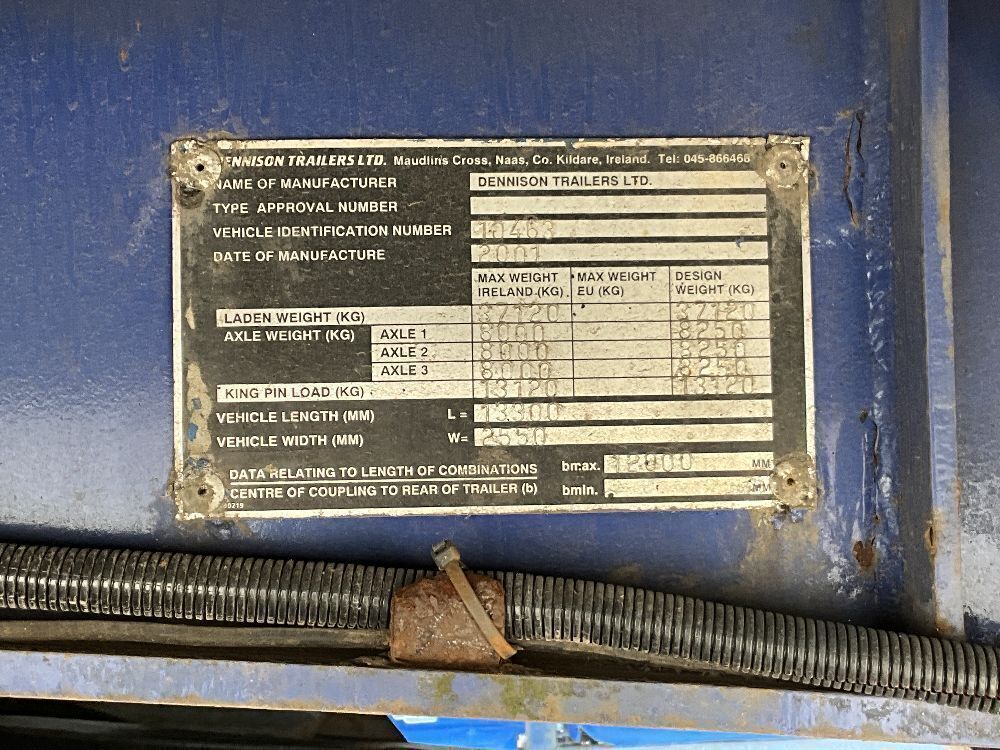 DENNISON TRAILERS LTD. Maudlins Cross, Naas, Co. Kildare, Ireland. Tel: 045-866468
NAME OF MANUFACTURER DENNISON TRAILERS LTD.
TYPE APPROVAL NUMBER
VEHICLE IDENTIFICATION NUMBER 10463
DATE OF MANUFACTURE 2001
MAX WEIGHT IRELAND (KG) MAX WEIGHT EU (KG) DESIGN WEIGHT (KG)
LADEN WEIGHT (KG) 37120 37120
AXLE WEIGHT (KG) AXLE 1 8000 8250
AXLE 2 8000 8250
AXLE 3 8000 8250
KING PIN LOAD (KG) 13120 13120
VEHICLE LENGTH (MM) L = 13300
VEHICLE WIDTH (MM) W= 2550
DATA RELATING TO LENGTH OF COMBINATIONS bmax. 12000 MM
CENTRE OF COUPLING TO REAR OF TRAILER (b) bmin. MM